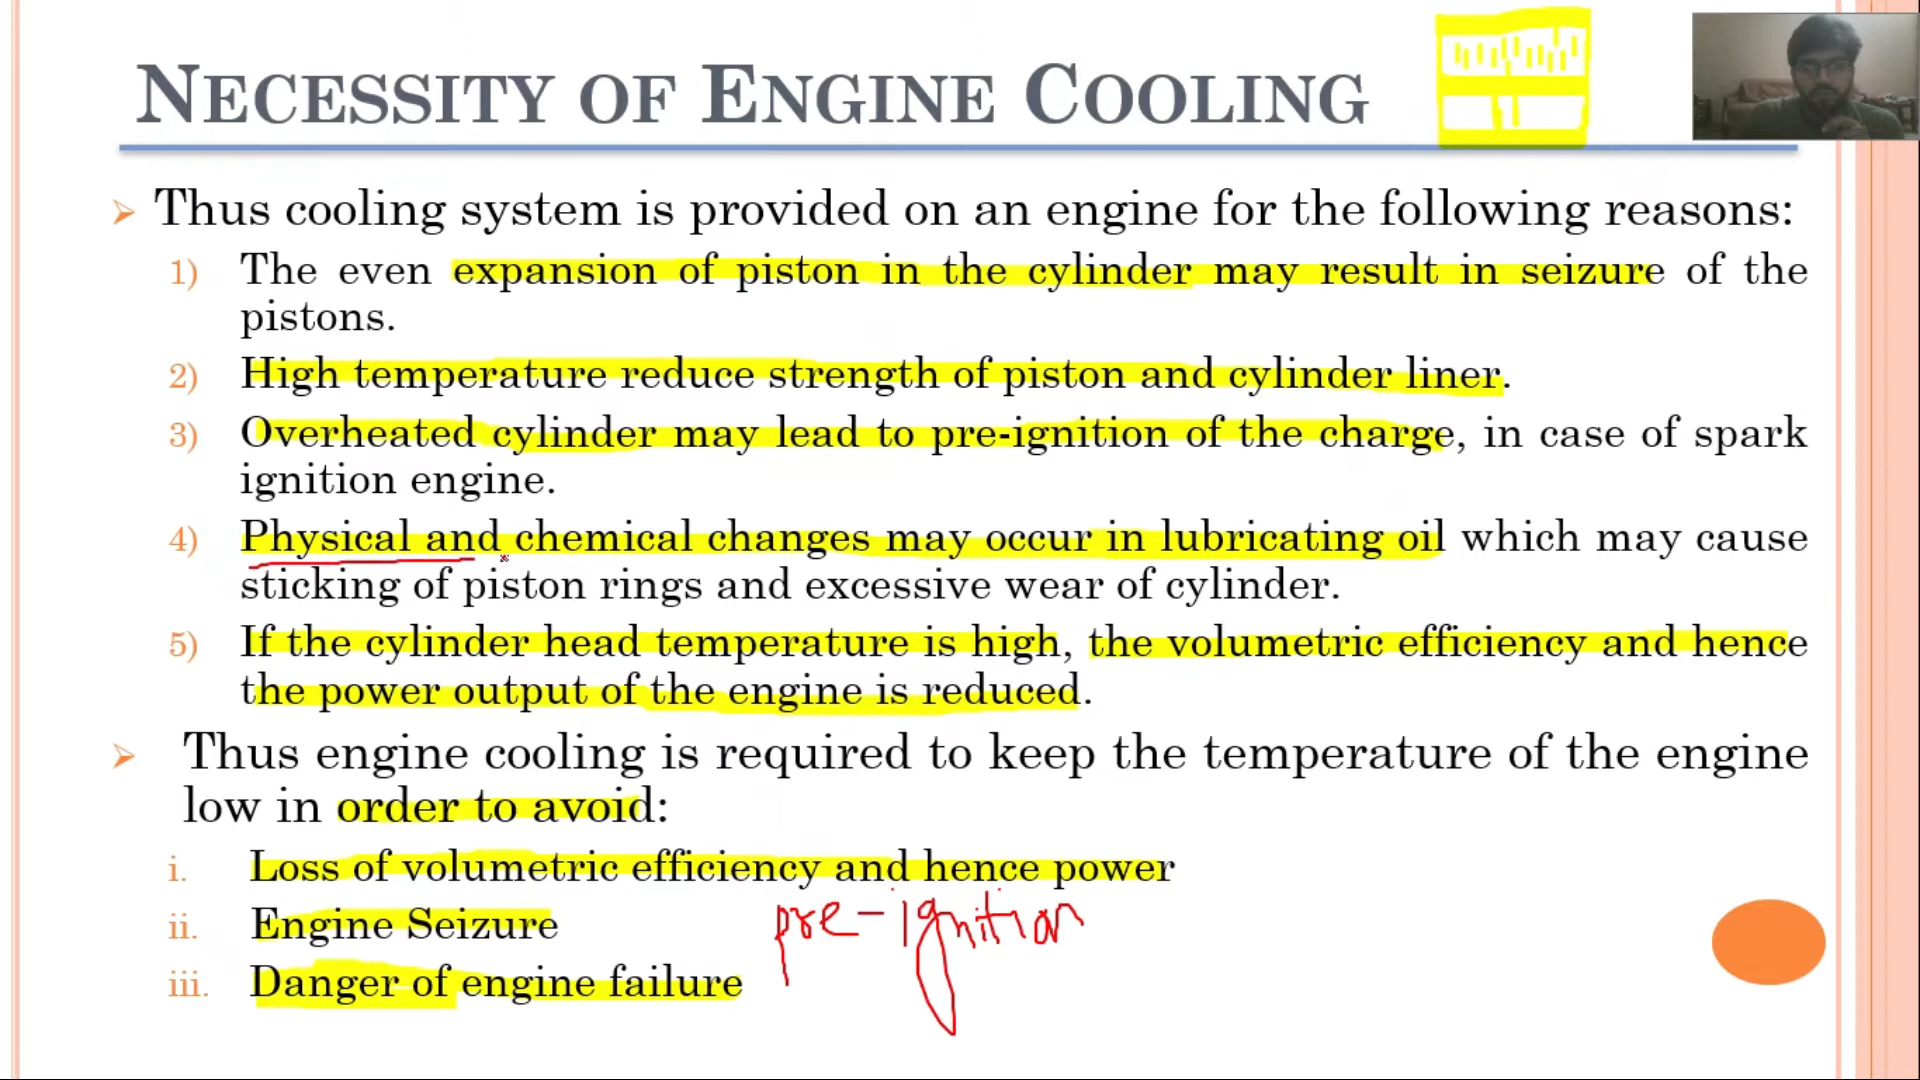 NECESSITY OF ENGINE COOLING
➢ Thus cooling system is provided on an engine for the following reasons:
1) The even expansion of piston in the cylinder may result in seizure of the
pistons.
2) High temperature reduce strength of piston and cylinder liner.
3) Overheated cylinder may lead to pre-ignition of the charge, in case of spark
ignition engine.
4) Physical and chemical changes may occur in lubricating oil which may cause
sticking of piston rings and excessive wear of cylinder.
5) If the cylinder head temperature is high, the volumetric efficiency and hence
the power output of the engine is reduced.
➢ Thus engine cooling is required to keep the temperature of the engine
low in order to avoid:
i. Loss of volumetric efficiency and hence power
ii. Engine Seizure
pre-ignition
iii. Danger of engine failure